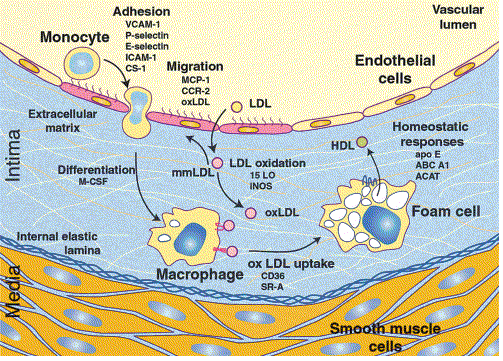 Adhesion
VCAM-1
P-selectin
E-selectin
ICAM-1
CS-1
Vascular
lumen
Monocyte
Migration
MCP-1
CCR-2
oxLDL
Endothelial
cells
LDL
Extracellular
matrix
Homeostatic
responses
apo E
ABC A1
ACAT
HDL
Intima
LDL oxidation
15 LO
iNOS
mmLDL
Differentiation
M-CSF
oxLDL
Foam cell
Internal elastic
lamina
Macrophage
ox LDL uptake
CD36
SR-A
Media
Smooth muscle
cells